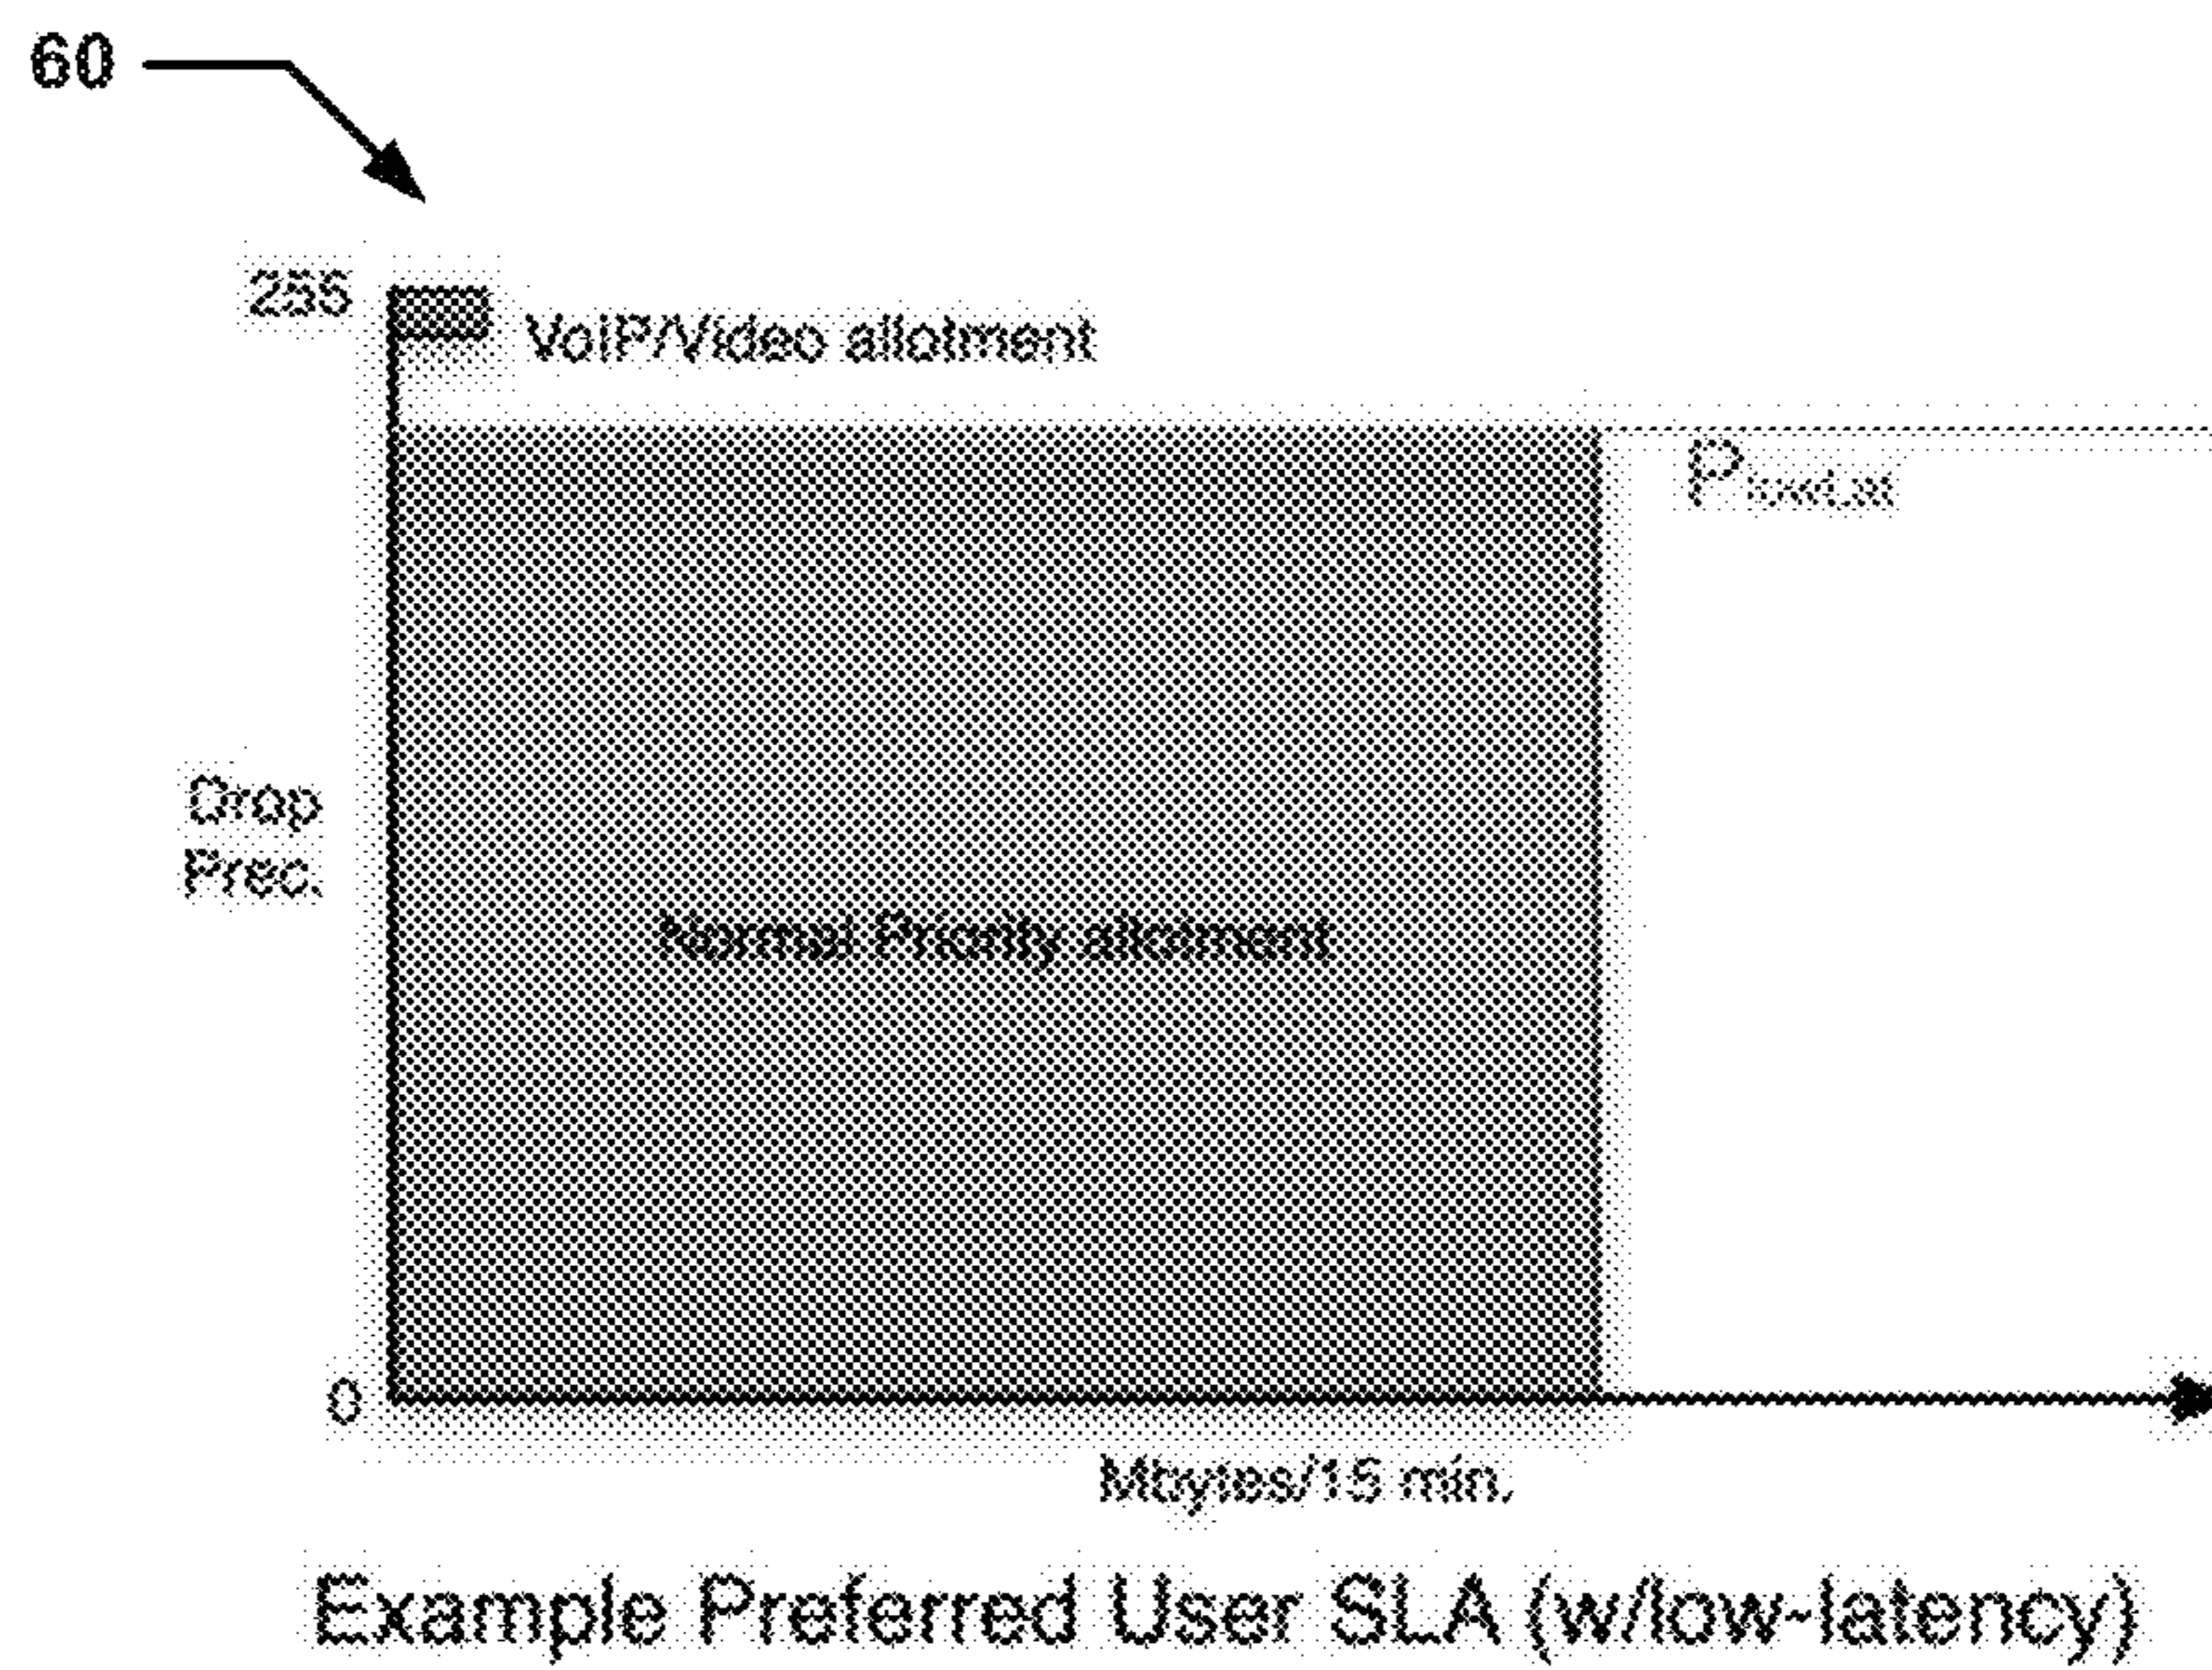 60
255
VoIP/Video allotment
P
Drop
Prec.
Normal Priority allotment
0
Mbytes/15 min.
Example Preferred User SLA (w/low-latency)